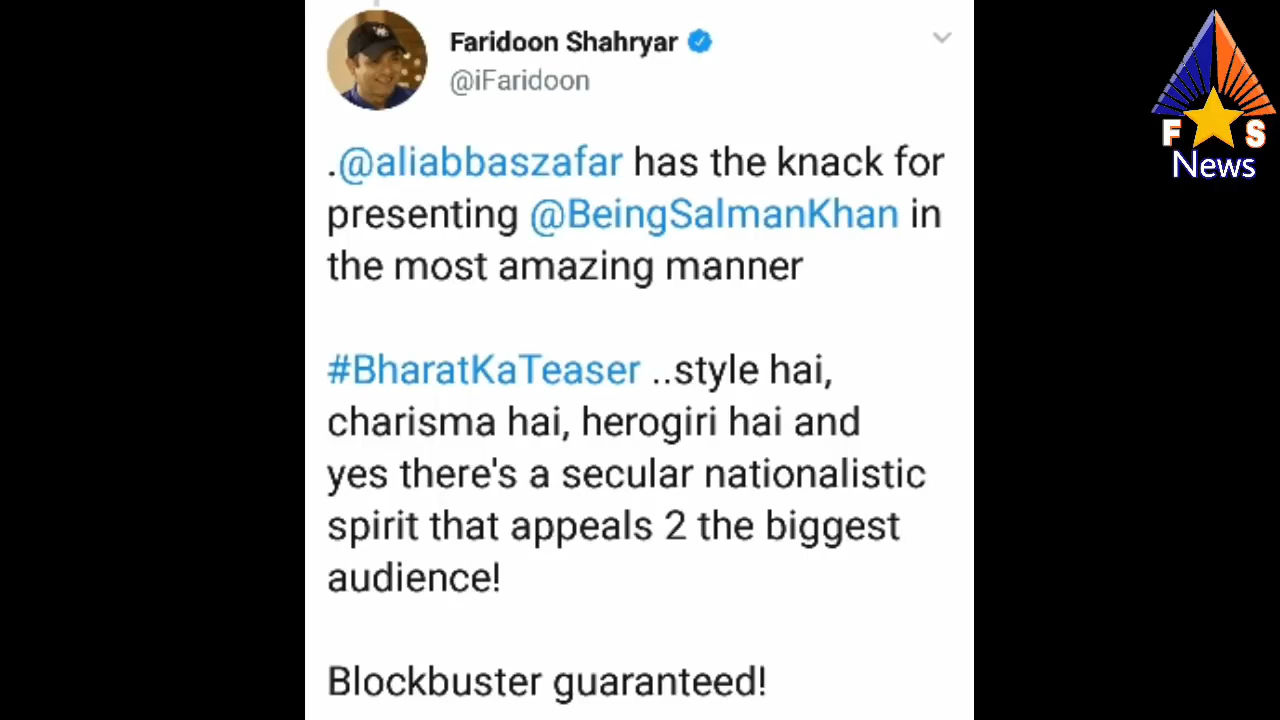 Faridoon Shahryar
@iFaridoon
.@aliabbaszafar has the knack for
presenting @BeingSalmanKhan in
the most amazing manner
#BharatKaTeaser ..style hai,
charisma hai, herogiri hai and
yes there's a secular nationalistic
spirit that appeals 2 the biggest
audience!
Blockbuster guaranteed!
F S
News